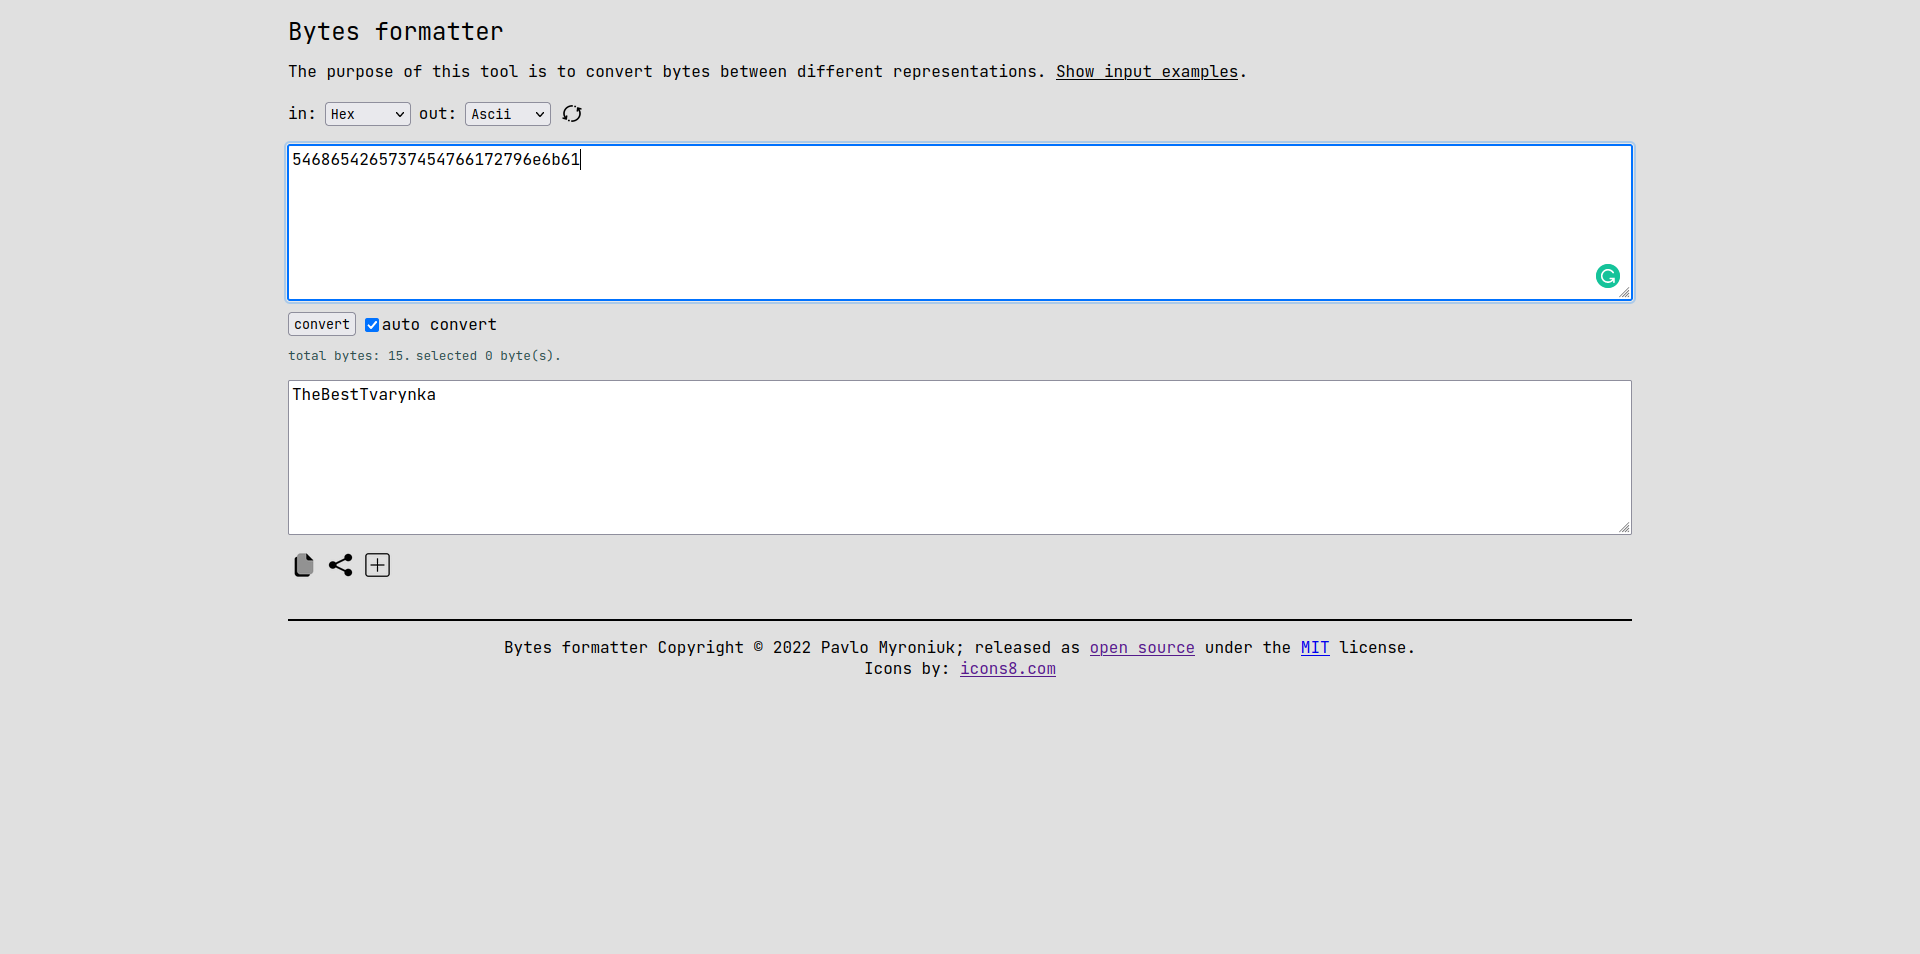 Bytes formatter
The purpose of this tool is to convert bytes between different representations. Show input examples.
in: Hex out: Ascii
546865426573745476617279​6e6b61
convert auto convert
total bytes: 15. selected 0 byte(s).
TheBestTvarynka
Bytes formatter Copyright © 2022 Pavlo Myroniuk; released as open source under the MIT license.
Icons by: icons8.com